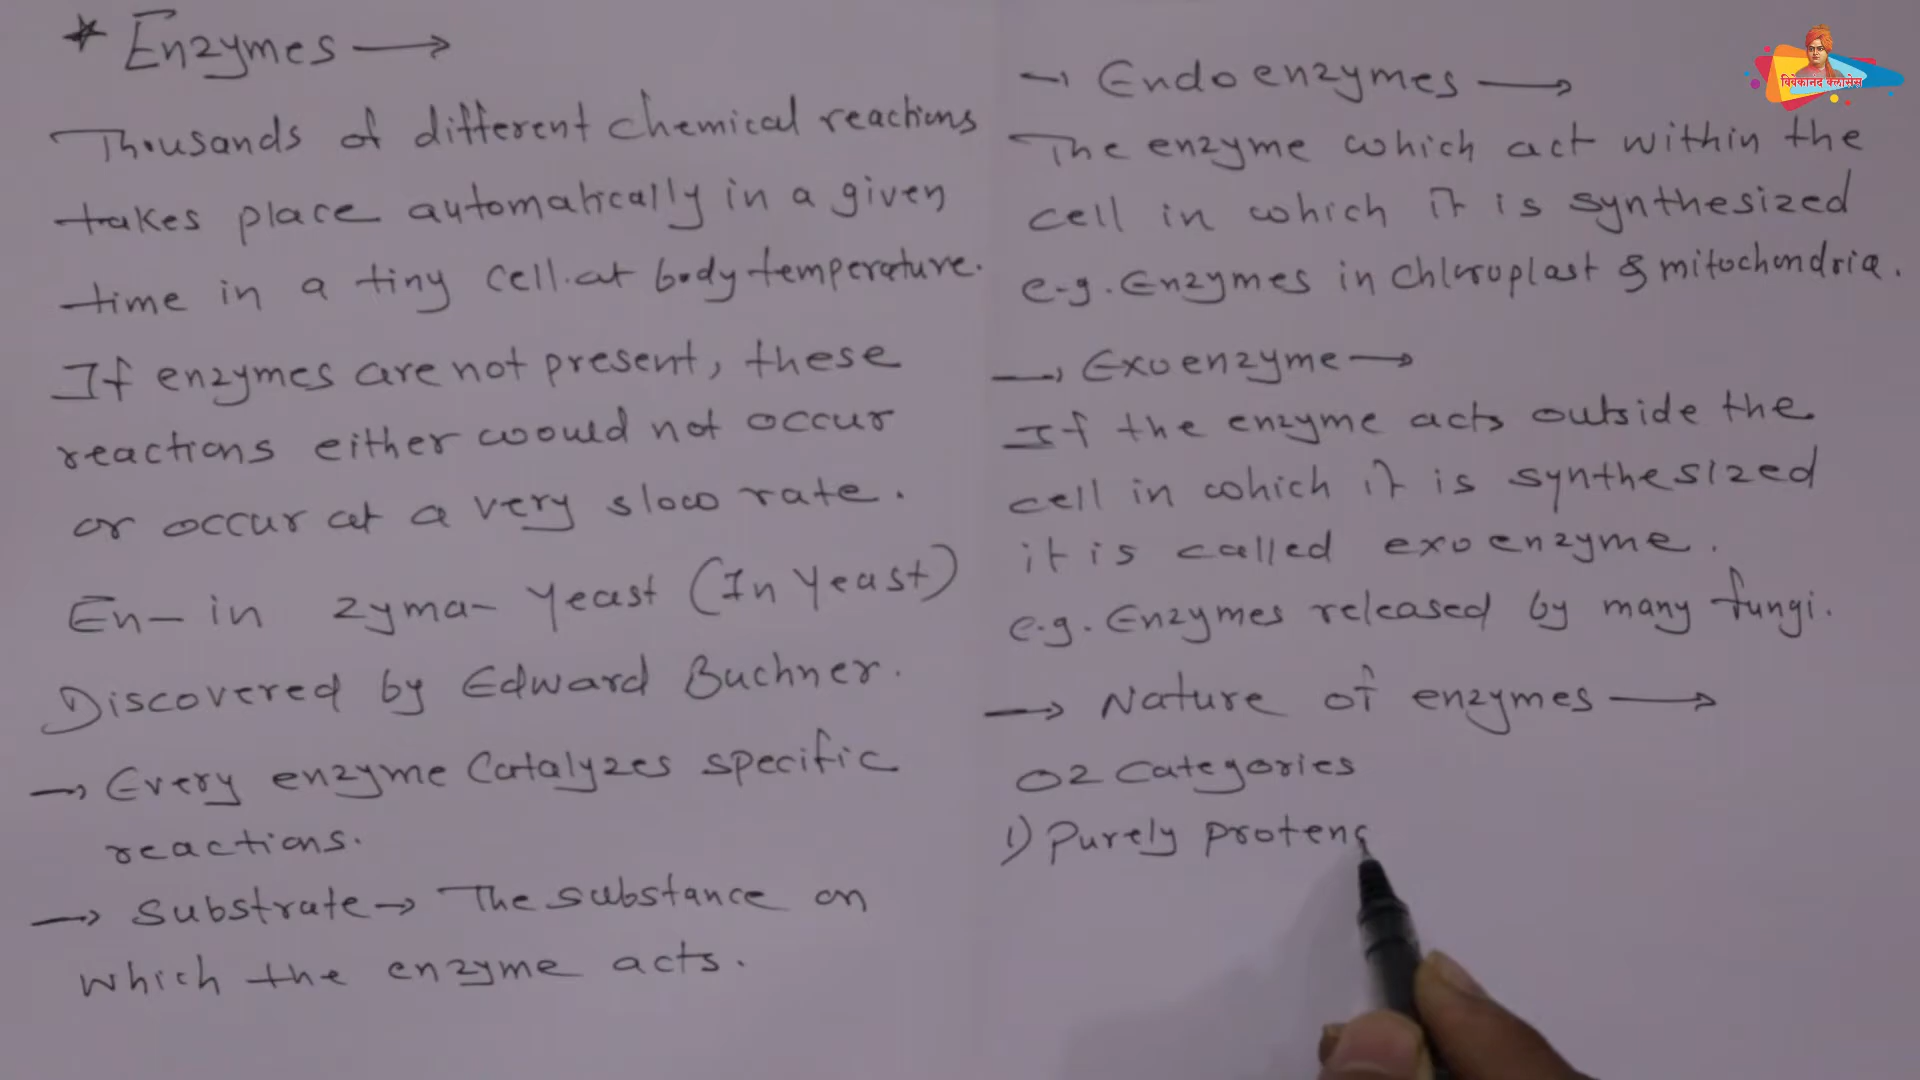 * Enzymes →
Thousands of different chemical reactions
takes place automatically in a given
time in a tiny cell.at body temperature.
If enzymes are not present, these
reactions either would not occur
or occur at a very slow rate.
En- in zyma- Yeast (In Yeast)
Discovered by Edward Buchner.
→ Every enzyme Catalyzes specific
reactions.
→ Substrate → The substance on
which the enzyme acts.
→ Endoenzymes →
The enzyme which act within the
cell in which it is synthesized
e.g. Enzymes in chloroplast & mitochondria.
→ Exoenzyme →
If the enzyme acts outside the
cell in which it is synthesized
it is called exoenzyme.
e.g. Enzymes released by many fungi.
→ Nature of enzymes →
02 Categories
1) Purely protens
विवेकानंद क्लासेस